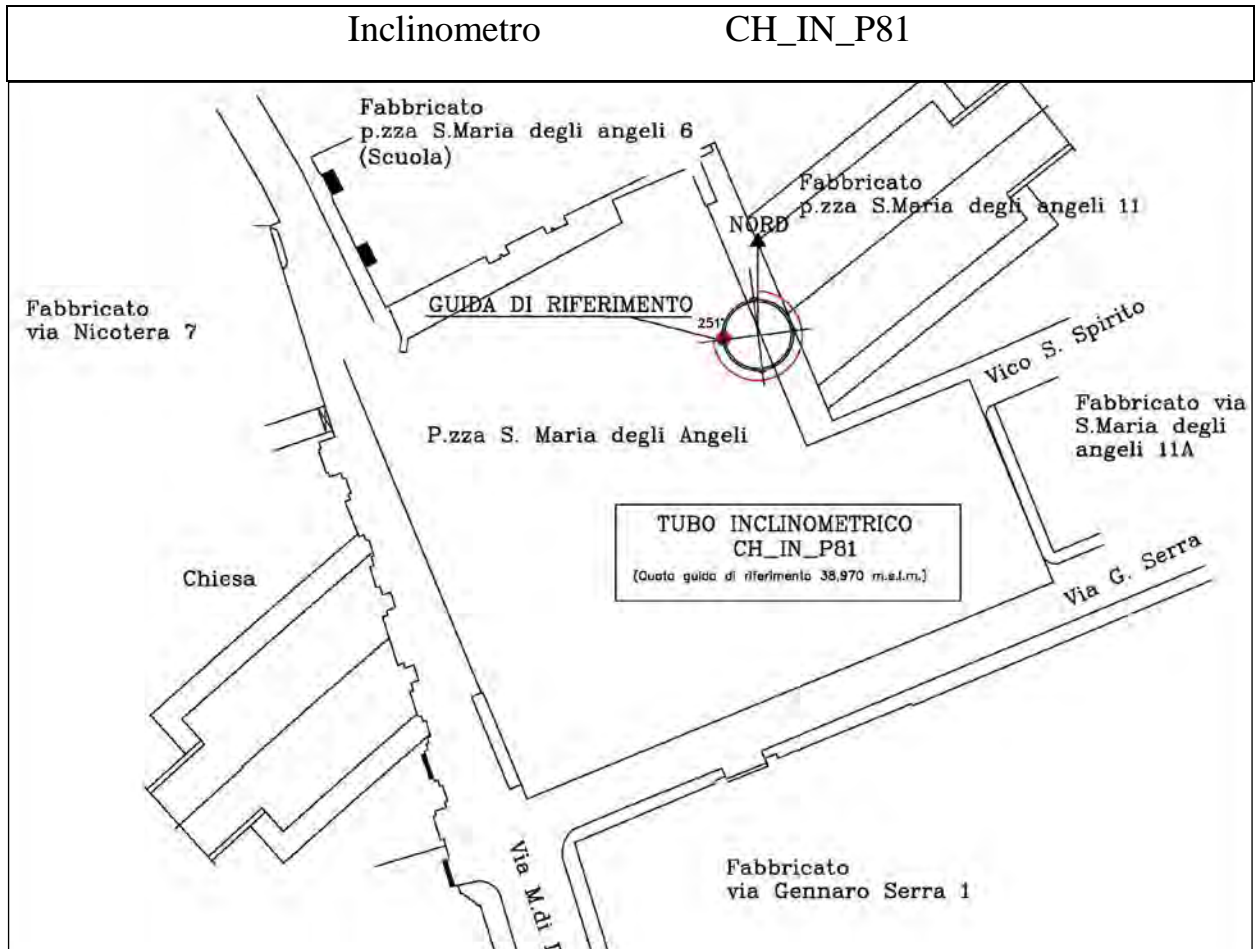 Inclinometro CH_IN_P81
Fabbricato
p.zza S.Maria degli angeli 6
(Scuola)
Fabbricato
p.zza S.Maria degli angeli 11
NORD
Fabbricato
via Nicotera 7
GUIDA DI RIFERIMENTO
251°
Vico S. Spirito
P.zza S. Maria degli Angeli
Fabbricato via
S.Maria degli
angeli 11A
TUBO INCLINOMETRICO
CH_IN_P81
(Quota guida di riferimento 38,970 m.s.l.m.)
Chiesa
Via G. Serra
Via M.di
Fabbricato
via Gennaro Serra 1